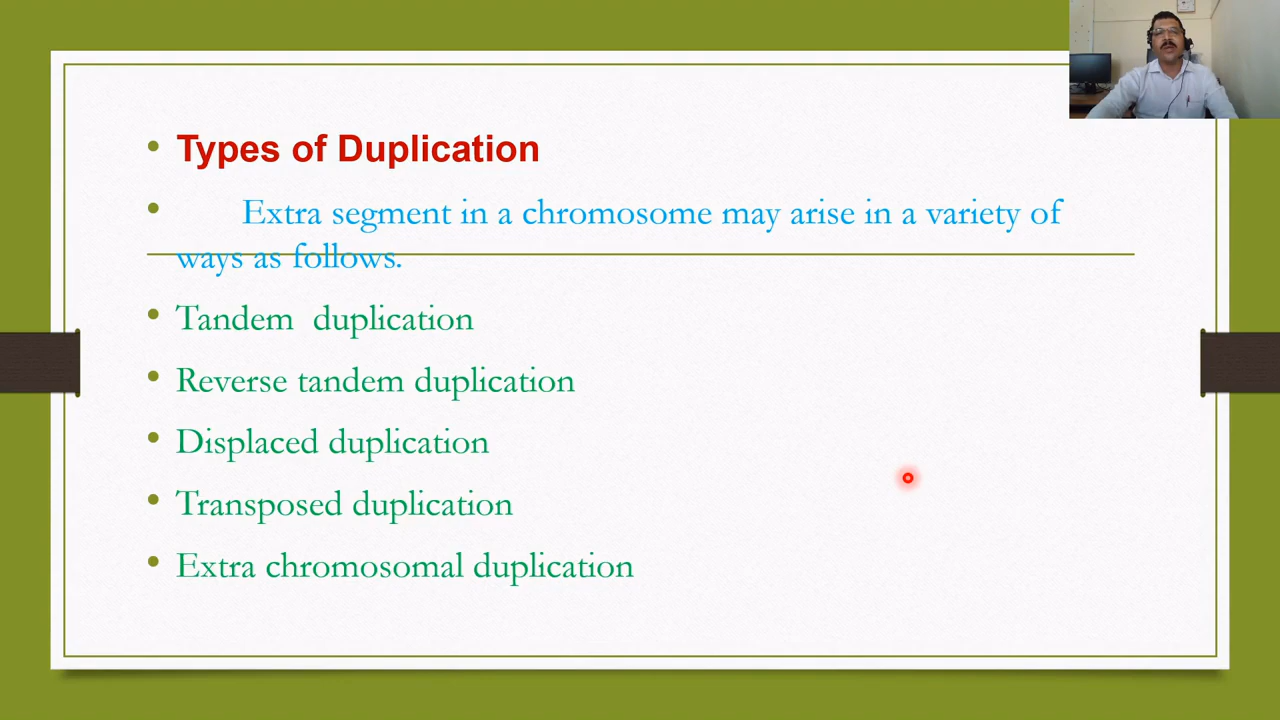 Types of Duplication
Extra segment in a chromosome may arise in a variety of
ways as follows.
Tandem duplication
Reverse tandem duplication
Displaced duplication
Transposed duplication
Extra chromosomal duplication